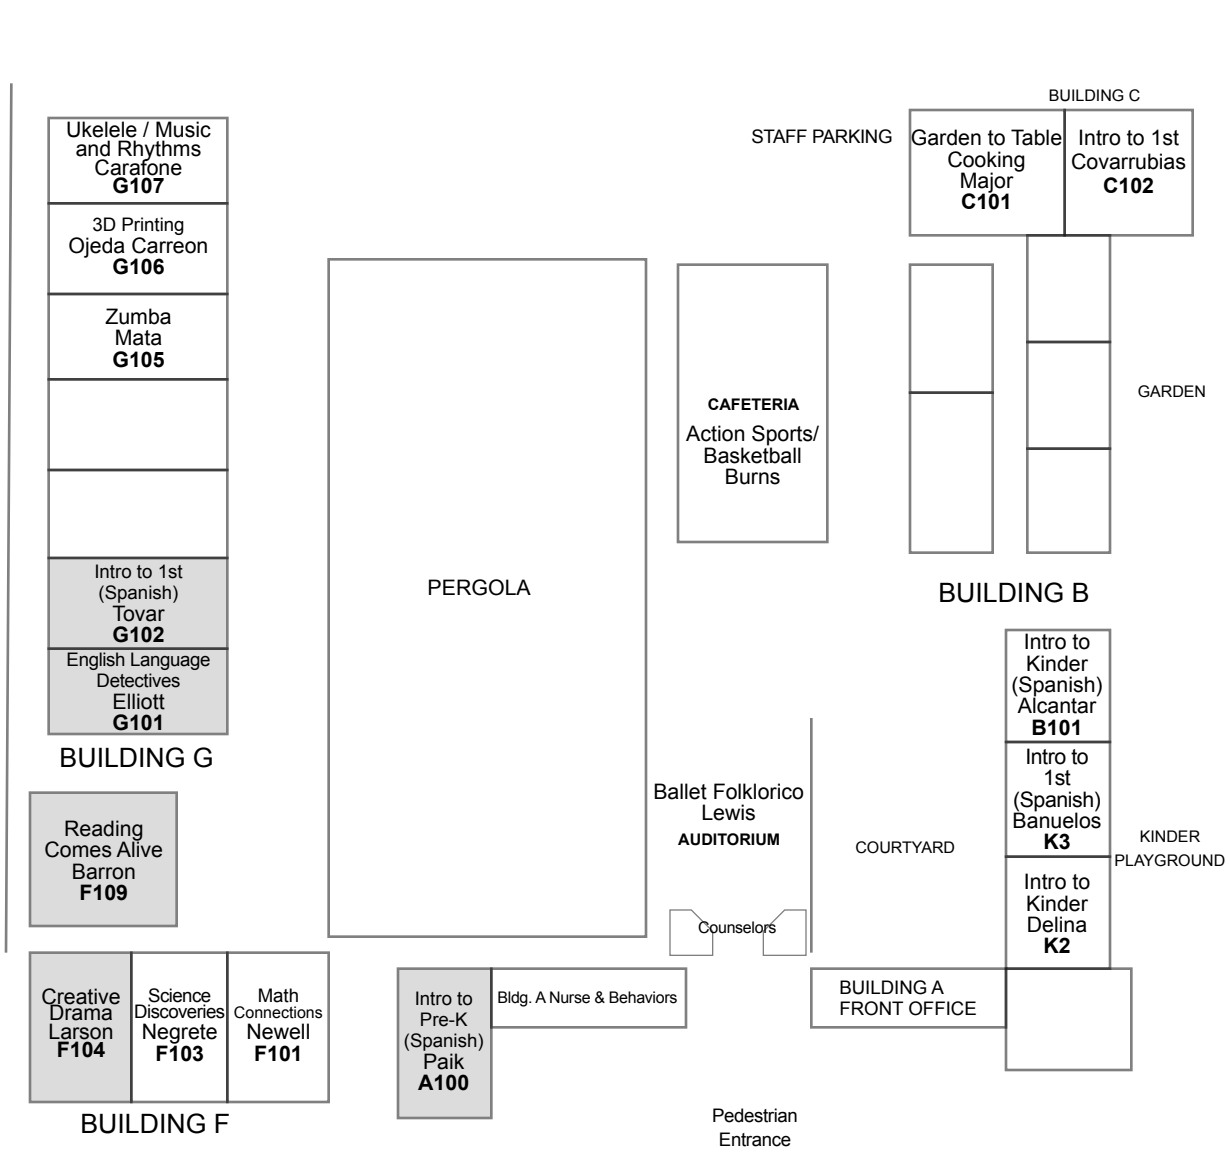 BUILDING C
STAFF PARKING
Garden to Table
Cooking
Major
C101
Intro to 1st
Covarrubias
C102
Ukelele / Music
and Rhythms
Carafone
G107
3D Printing
Ojeda Carreon
G106
Zumba
Mata
G105
Intro to 1st
(Spanish)
Tovar
G102
English Language
Detectives
Elliott
G101
BUILDING G
PERGOLA
CAFETERIA
Action Sports/
Basketball
Burns
GARDEN
BUILDING B
Intro to
Kinder
(Spanish)
Alcantar
B101
Intro to
1st
(Spanish)
Banuelos
K3
Intro to
Kinder
Delina
K2
KINDER
PLAYGROUND
Ballet Folklorico
Lewis
AUDITORIUM
COURTYARD
Counselors
Reading
Comes Alive
Barron
F109
Creative
Drama
Larson
F104
Science
Discoveries
Negrete
F103
Math
Connections
Newell
F101
BUILDING F
Intro to
Pre-K
(Spanish)
Paik
A100
Bldg. A Nurse & Behaviors
BUILDING A
FRONT OFFICE
Pedestrian
Entrance